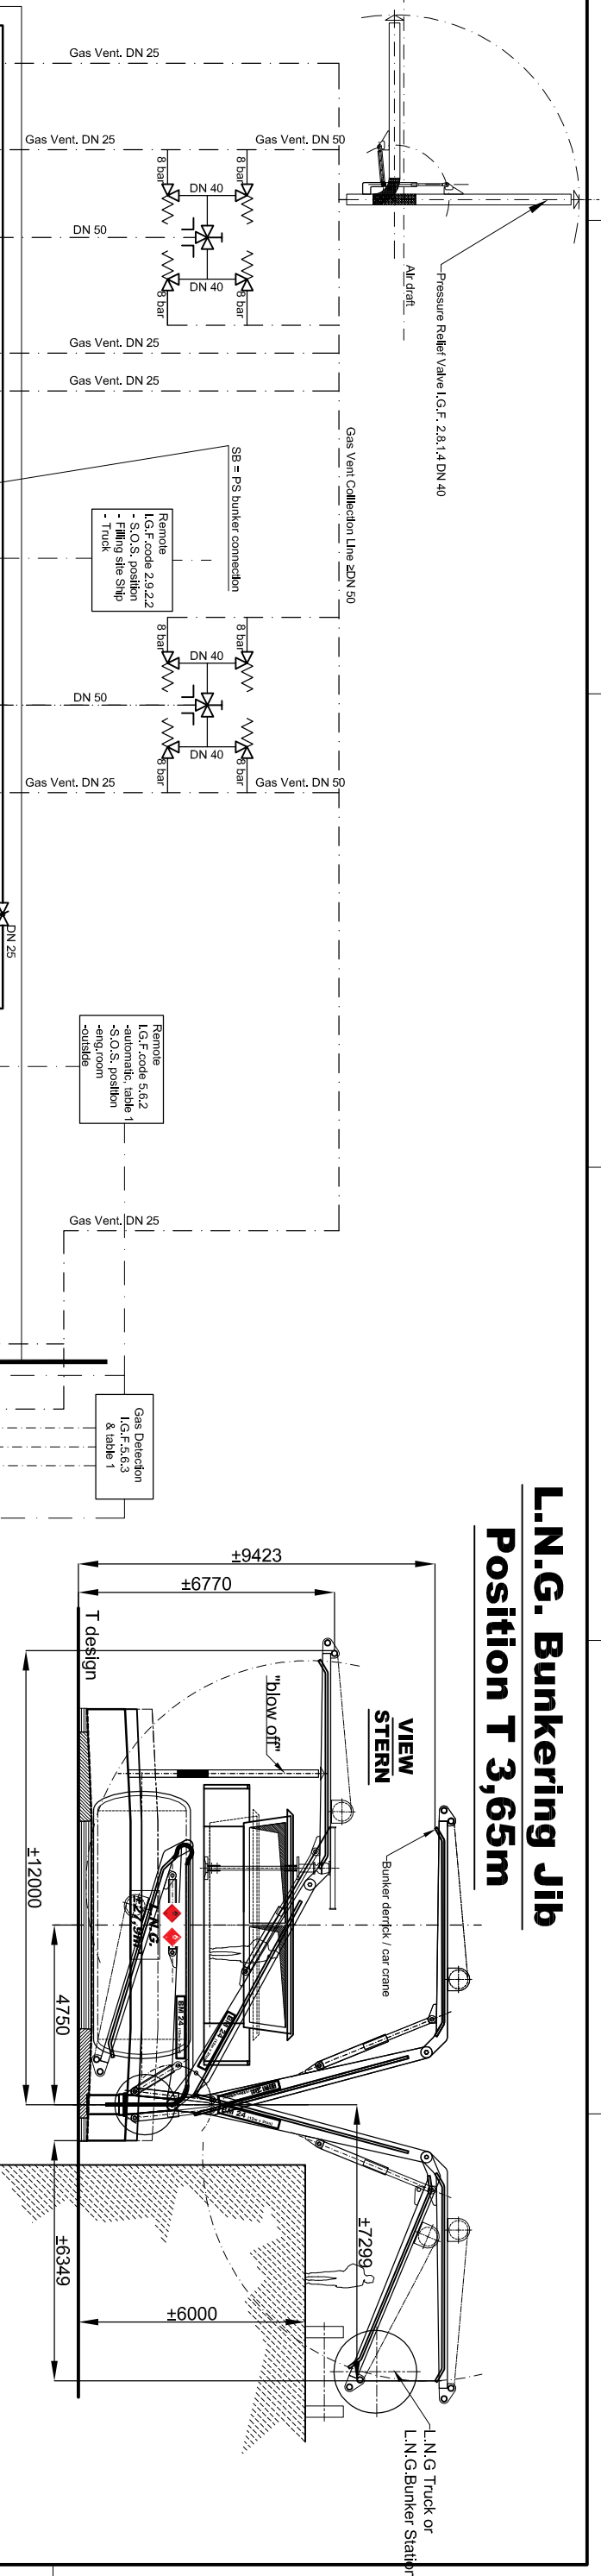 Gas Vent. DN 25
Gas Vent. DN 25
Gas Vent. DN 50
8 bar
8 bar
DN 40
DN 50
DN 40
8 bar
8 bar
Gas Vent. DN 25
Gas Vent. DN 25
Air draft
Pressure Relief Valve I.G.F. 2.8.1.4 DN 40
Gas Vent Colllection Line ≥DN 50
SB = PS bunker connection
Remote
I.G.F.code 2.9.2.2
- S.O.S. position
- Filling site Ship
- Truck
8 bar
8 bar
DN 40
DN 50
DN 40
8 bar
8 bar
Gas Vent. DN 25
Gas Vent. DN 50
DN 25
Remote
I.G.F.code 5.6.2
-automatic, table 1
-S.O.S. position
-eng.room
-outside
Gas Vent. DN 25
Gas Detection
I.G.F.5.6.3
& table 1
L.N.G. Bunkering Jib
Position T 3,65m
±9423
±6770
T design
"blow off"
VIEW
STERN
Bunker derrick / car crane
±12000
4750
L.N.G.
BM 24
BM 24
BM 24
±7299
±6349
±6000
L.N.G Truck or
L.N.G.Bunker Station